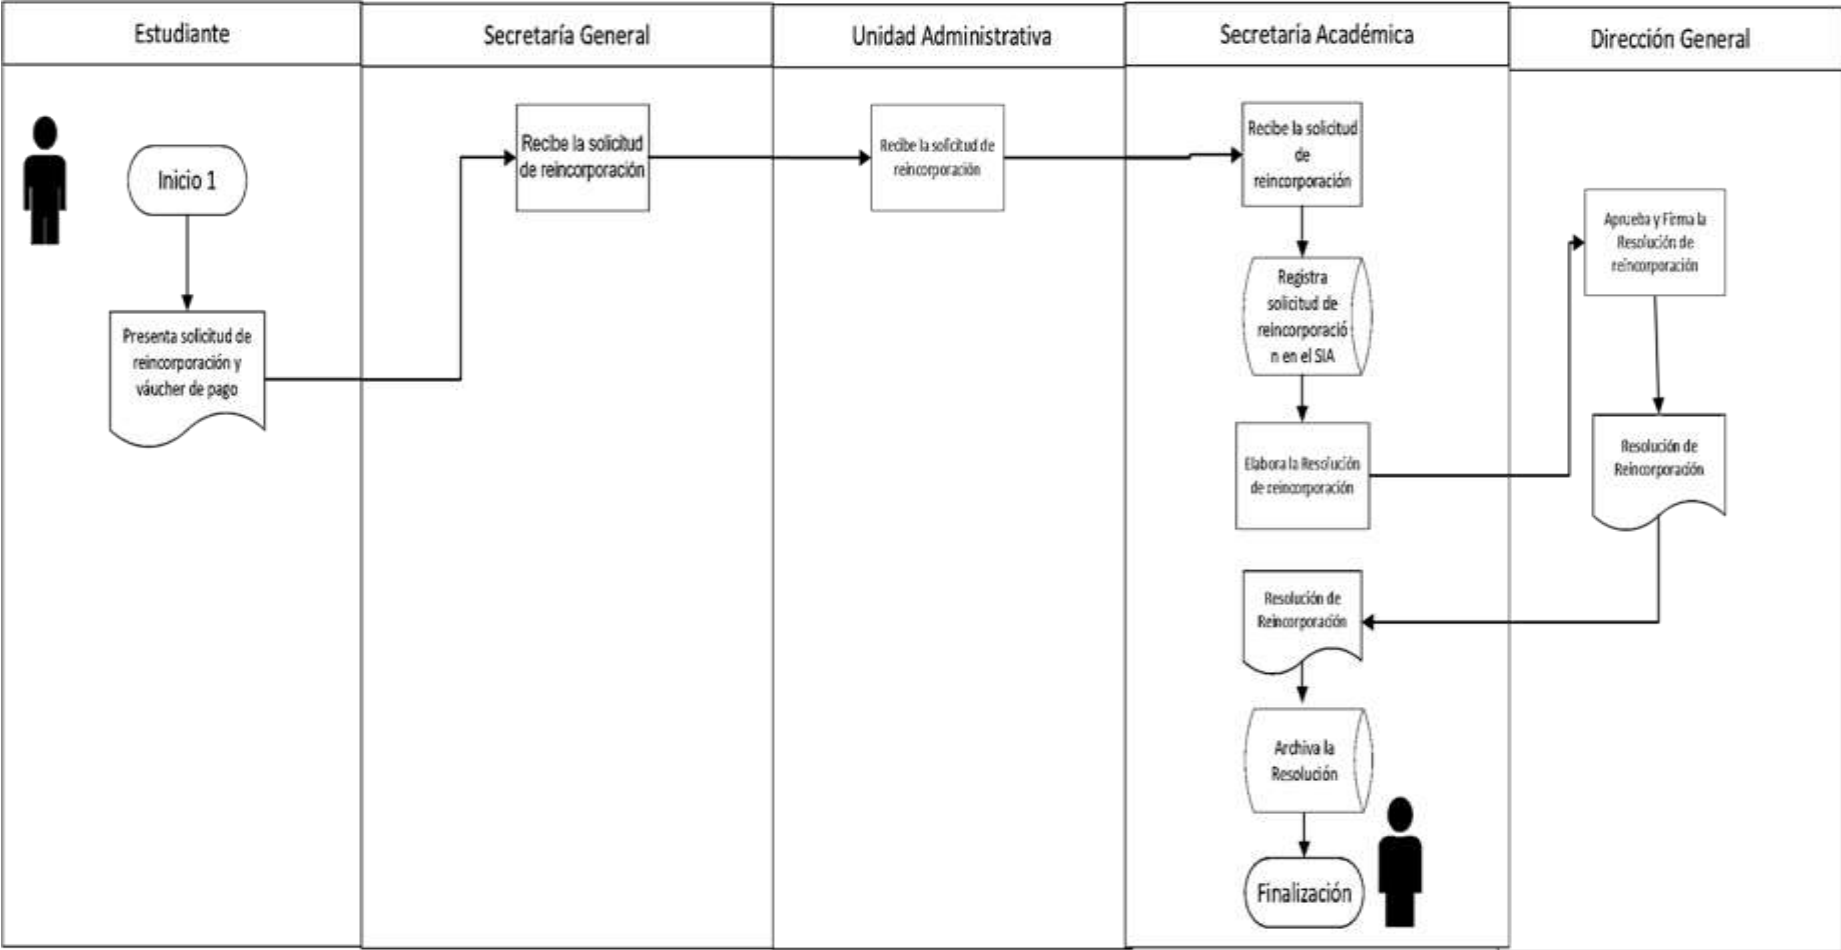 Estudiante
Secretaría General
Unidad Administrativa
Secretaría Académica
Dirección General
Inicio 1
Presenta solicitud de
reincorporación y
váucher de pago
Recibe la solicitud
de reincorporación
Recibe la solicitud de
reincorporación
Recibe la solicitud
de
reincorporación
Registra
solicitud de
reincorporació
n en el SIA
Elabora la Resolución
de reincorporación
Aprueba y Firma la
Resolución de
reincorporación
Resolución de
Reincorporación
Resolución de
Reincorporación
Archiva la
Resolución
Finalización